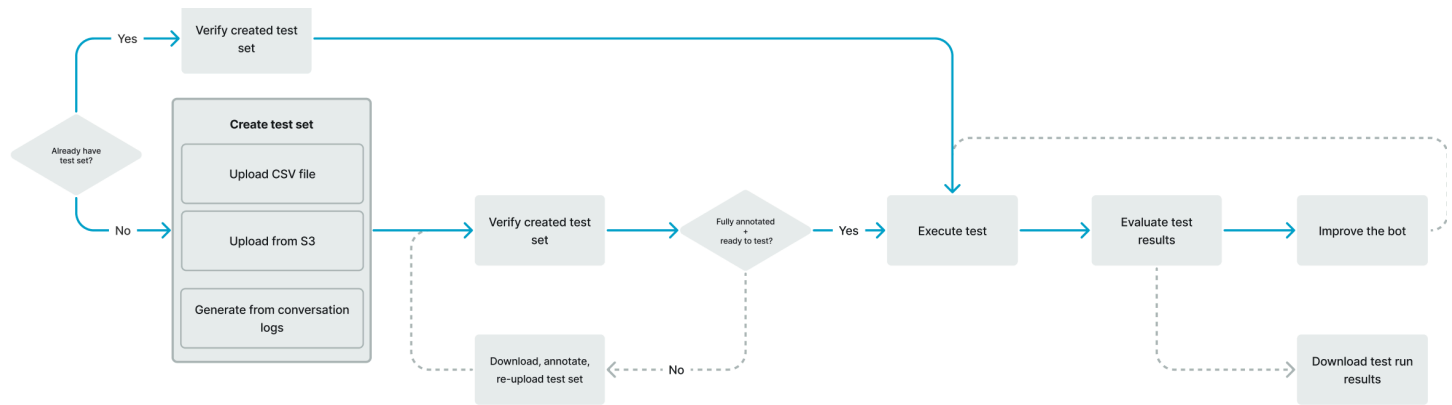 Yes
Verify created test
set
Already have
test set?
No
Create test set
Upload CSV file
Upload from S3
Generate from conversation
logs
Verify created test
set
Fully annotated
+
ready to test?
Yes
Execute test
Evaluate test
results
Improve the bot
Download, annotate,
re-upload test set
No
Download test run
results